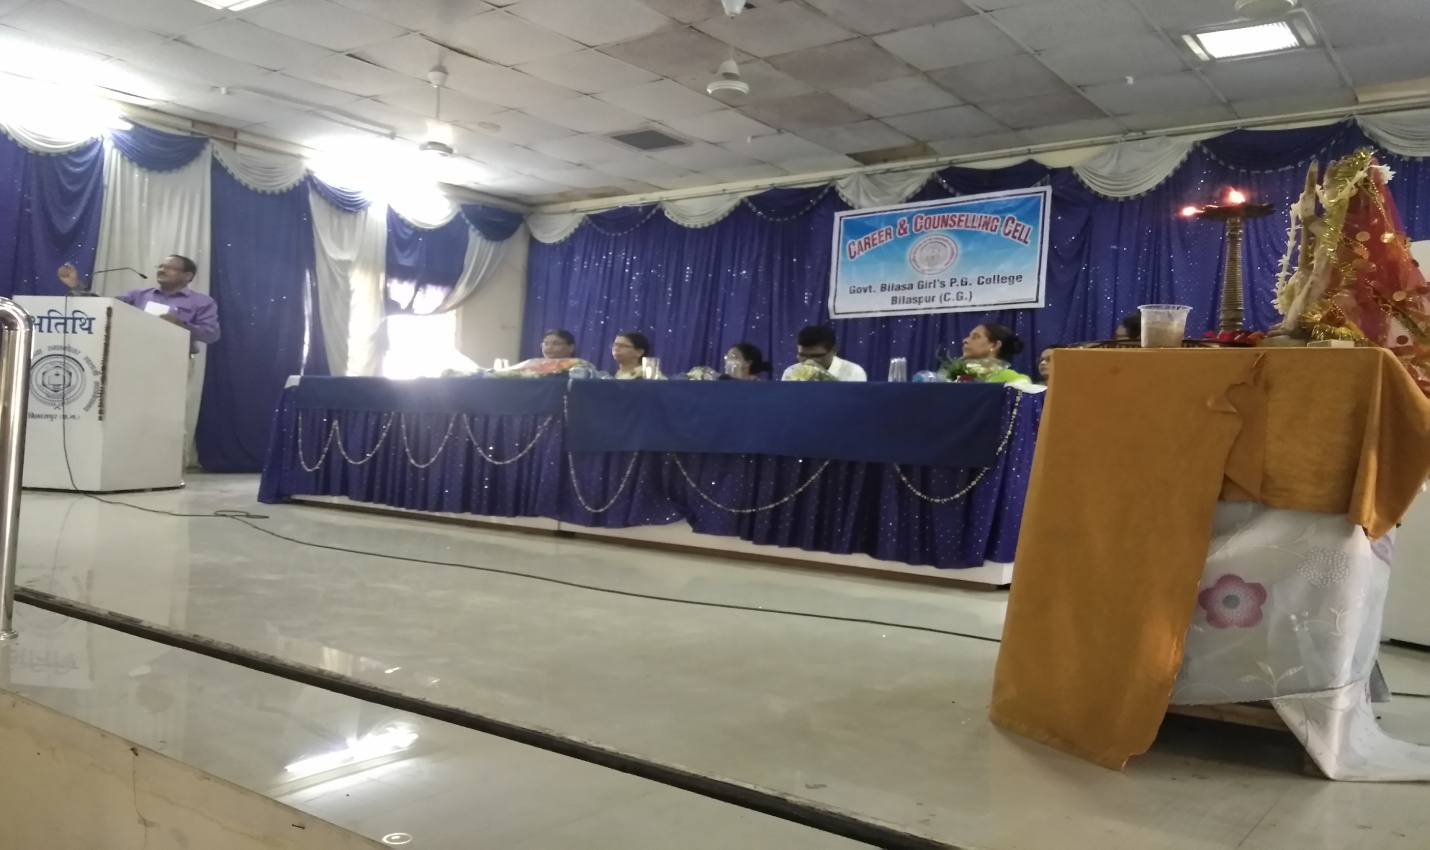 अतिथि
CAREER & COUNSELLING CELL
Govt. Bilasa Girl's P.G. College
Bilaspur (C.G.)